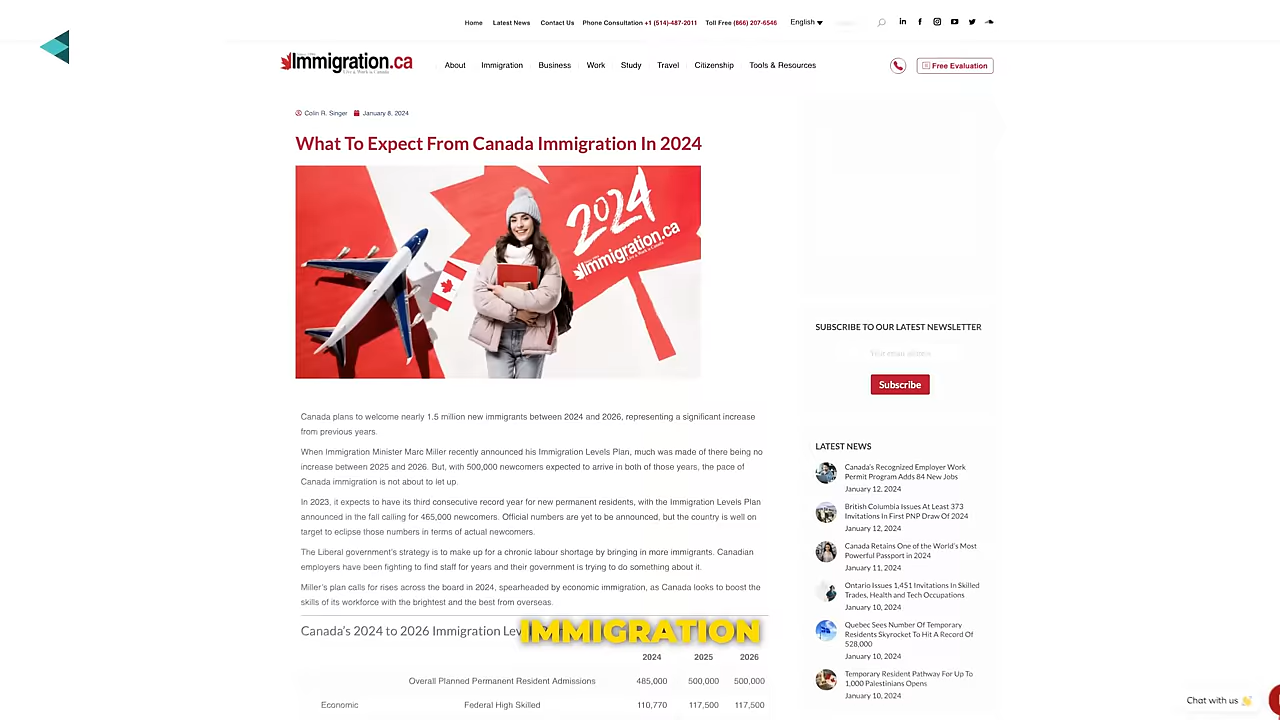 Home Latest News Contact Us Phone Consultation +1 (514)-487-2011 Toll Free (866) 207-6546 English
Immigration.ca
Live & Work in Canada
About Immigration Business Work Study Travel Citizenship Tools & Resources
Free Evaluation
Colin R. Singer January 8, 2024
What To Expect From Canada Immigration In 2024
2024
Immigration.ca
Live & Work in Canada
Canada plans to welcome nearly 1.5 million new immigrants between 2024 and 2026, representing a significant increase
from previous years.
When Immigration Minister Marc Miller recently announced his Immigration Levels Plan, much was made of there being no
increase between 2025 and 2026. But, with 500,000 newcomers expected to arrive in both of those years, the pace of
Canada immigration is not about to let up.
In 2023, it expects to have its third consecutive record year for new permanent residents, with the Immigration Levels Plan
announced in the fall calling for 465,000 newcomers. Official numbers are yet to be announced, but the country is well on
target to eclipse those numbers in terms of actual newcomers.
The Liberal government's strategy is to make up for a chronic labour shortage by bringing in more immigrants. Canadian
employers have been fighting to find staff for years and their government is trying to do something about it.
Miller's plan calls for rises across the board in 2024, spearheaded by economic immigration, as Canada looks to boost the
skills of its workforce with the brightest and the best from overseas.
Canada's 2024 to 2026 Immigration Lev
IMMIGRATION
2024 2025 2026
Overall Planned Permanent Resident Admissions 485,000 500,000 500,000
Economic Federal High Skilled 110,770 117,500 117,500
SUBSCRIBE TO OUR LATEST NEWSLETTER
Your email address
Subscribe
LATEST NEWS
Canada's Recognized Employer Work
Permit Program Adds 84 New Jobs
January 12, 2024
British Columbia Issues At Least 373
Invitations In First PNP Draw Of 2024
January 12, 2024
Canada Retains One of the World's Most
Powerful Passport in 2024
January 11, 2024
Ontario Issues 1,451 Invitations In Skilled
Trades, Health and Tech Occupations
January 10, 2024
Quebec Sees Number Of Temporary
Residents Skyrocket To Hit A Record Of
528,000
January 10, 2024
Temporary Resident Pathway For Up To
1,000 Palestinians Opens
January 10, 2024
Chat with us 👋